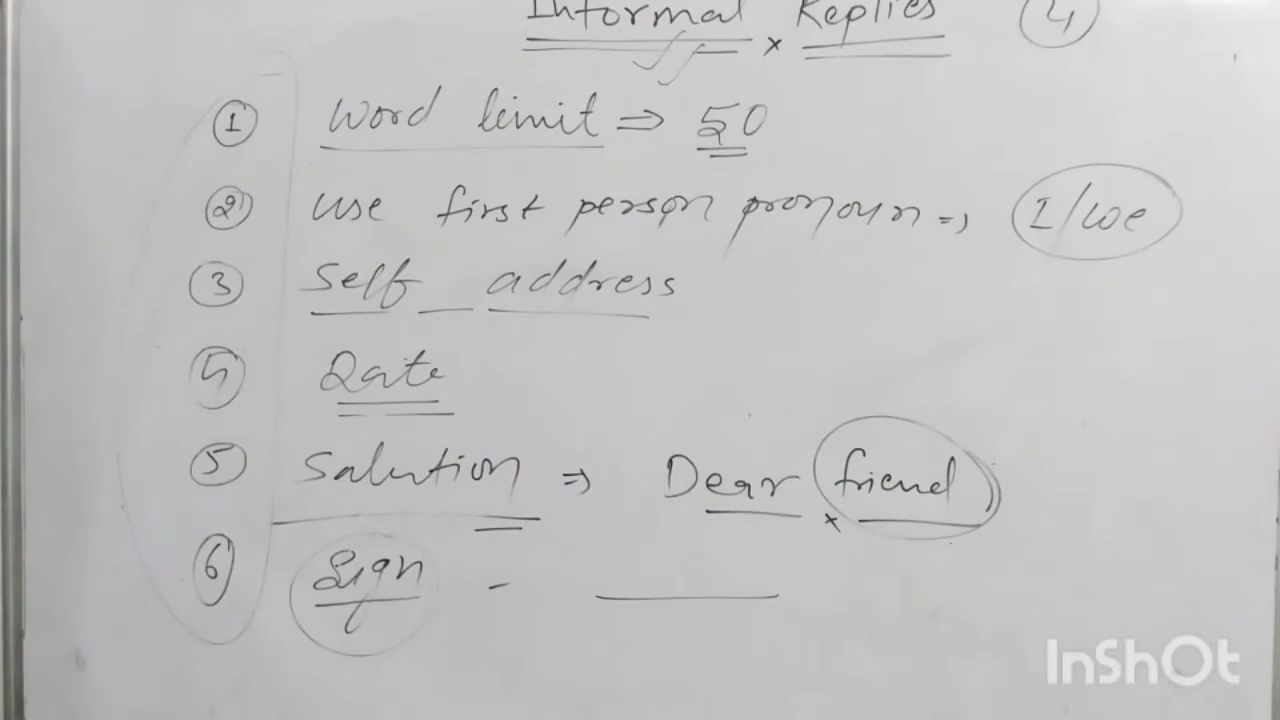 Informal Replies 4
1 Word limit ⇒ 50
2 use first person pronoun ⇒ I/we
3 Self address
4 Date
5 Salution ⇒ Dear friend
6 Sign -
InShOt